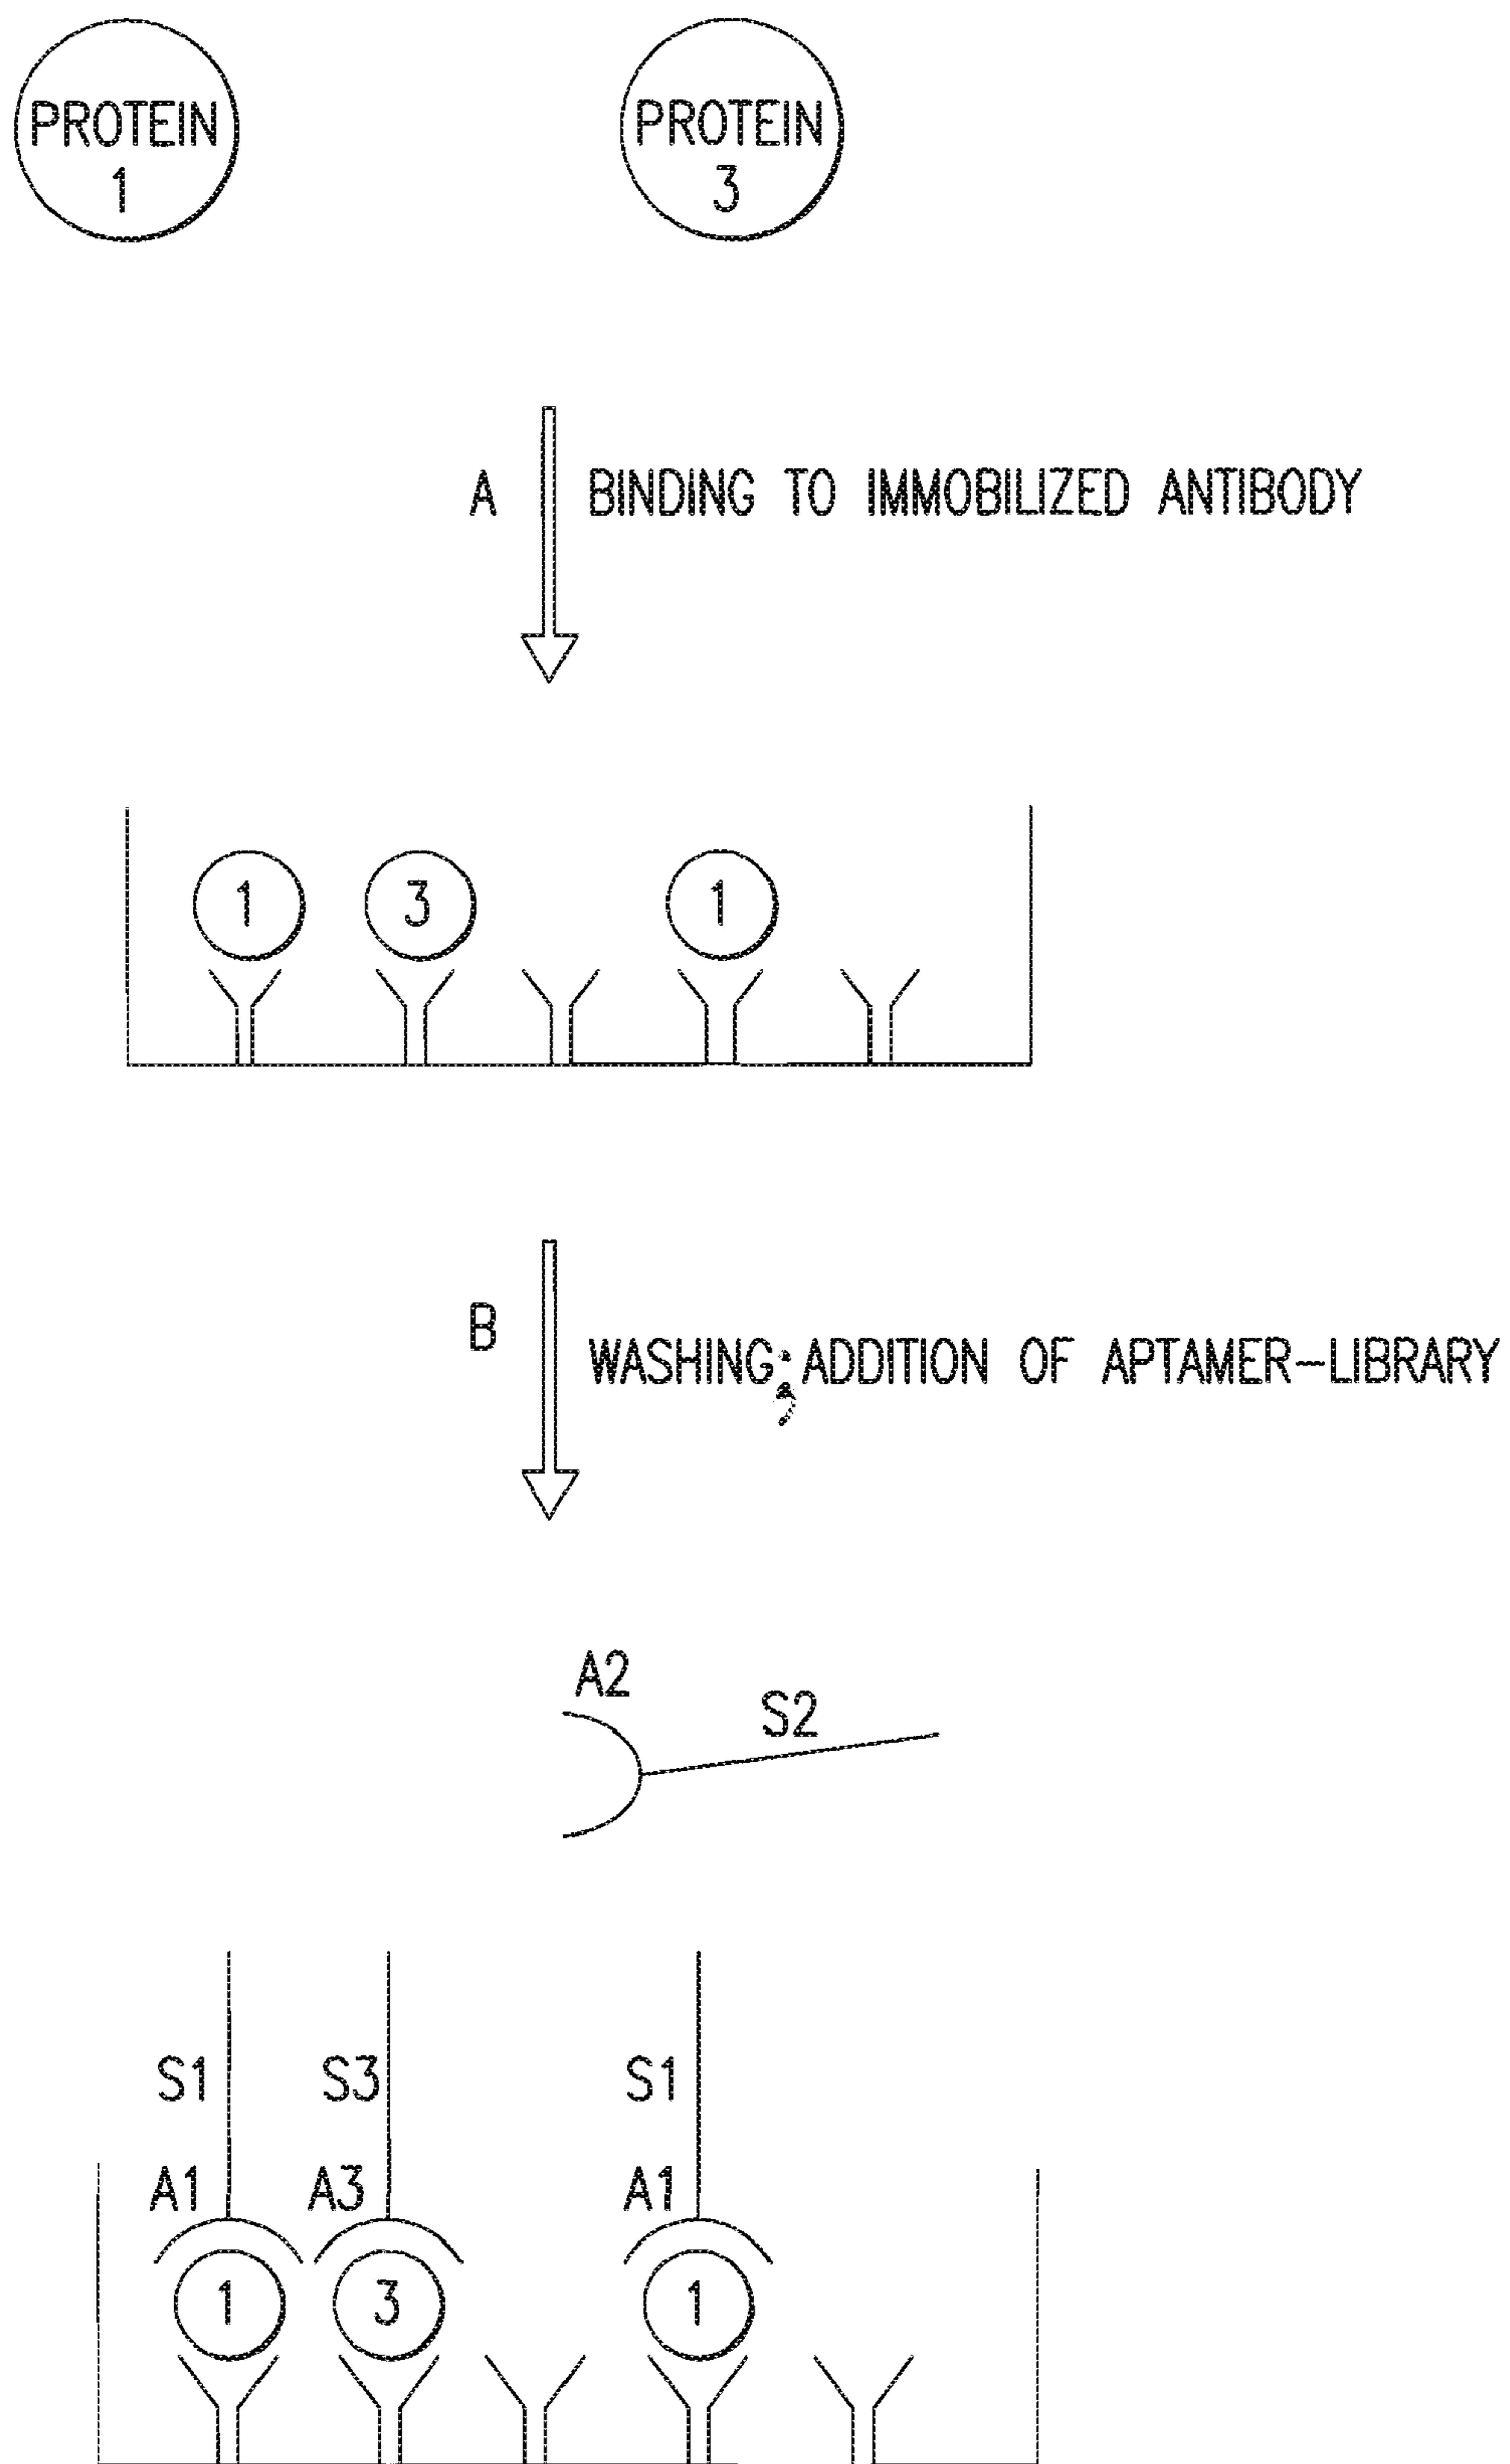 PROTEIN
1
PROTEIN
3
A BINDING TO IMMOBILIZED ANTIBODY
1 3 1
B WASHING; ADDITION OF APTAMER-LIBRARY
A2
S2
S1 S3 S1
A1 A3 A1
1 3 1